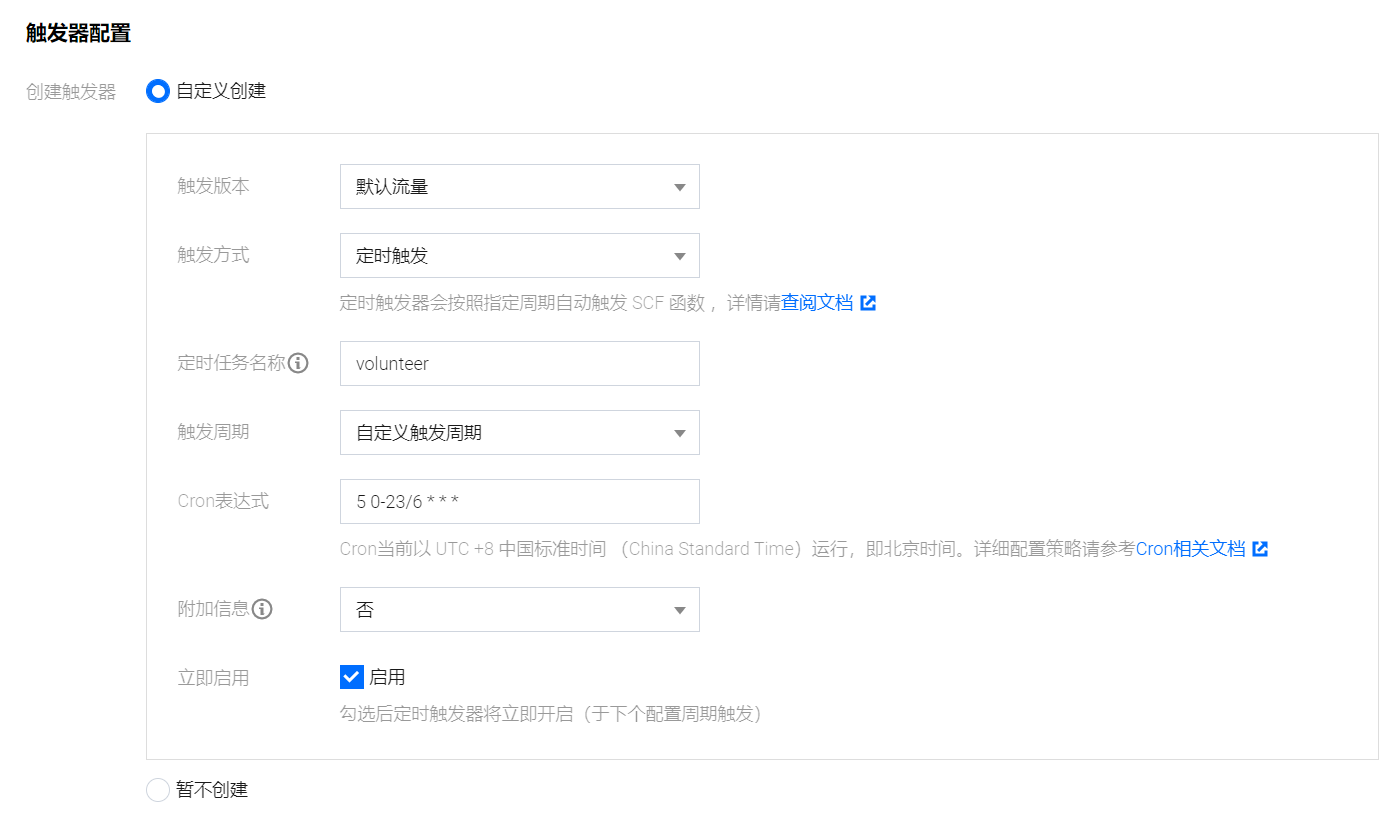 触发器配置
创建触发器 自定义创建
触发版本 默认流量
触发方式 定时触发
定时触发器会按照指定周期自动触发 SCF 函数 ，详情请查阅文档
定时任务名称 volunteer
触发周期 自定义触发周期
Cron表达式 5 0-23/6 * * *
Cron当前以 UTC +8 中国标准时间 （China Standard Time）运行，即北京时间。详细配置策略请参考Cron相关文档
附加信息 否
立即启用 启用
勾选后定时触发器将立即开启（于下个配置周期触发）
暂不创建